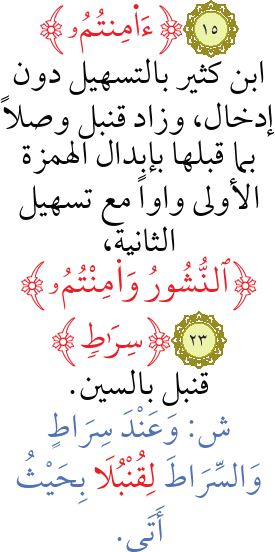 ١٥ ﴿ءَا۬مِنتُمُۥ﴾
ابن كثير بالتسهيل دون
إدخال، وزاد قنبل وصلاً
بما قبلها بإبدال الهمزة
الأولى واواً مع تسهيل
الثانية،
﴿ٱلنُّشُورُ وَا۬مِنْتُمُۥ﴾
٢٣ ﴿سِرَٰطٖ﴾
قنبل بالسين.
ش: وَعَنْدَ سِرَاطٍ
وَالسِّرَاطَ لِقُنْبُلَا بِحَيْثُ
أَتَى.